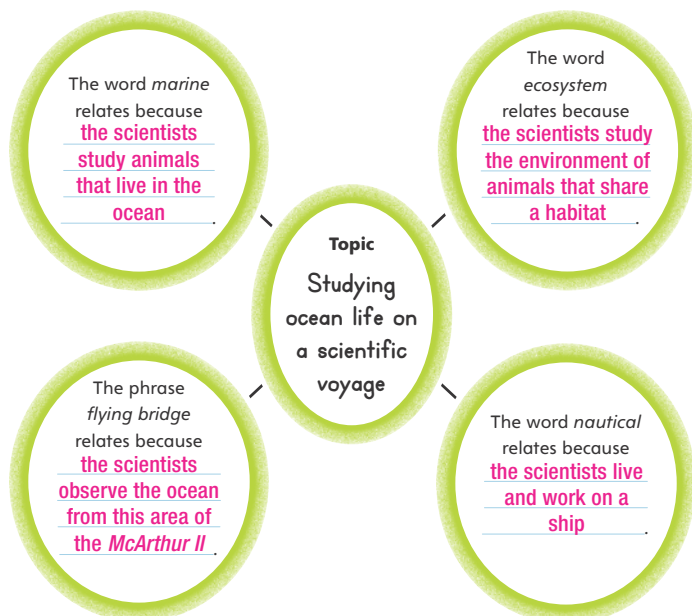 The word marine
relates because
the scientists
study animals
that live in the
ocean.
The word
ecosystem
relates because
the scientists study
the environment of
animals that share
a habitat.
Topic
Studying
ocean life on
a scientific
voyage
The phrase
flying bridge
relates because
the scientists
observe the ocean
from this area of
the McArthur II.
The word nautical
relates because
the scientists live
and work on a
ship.